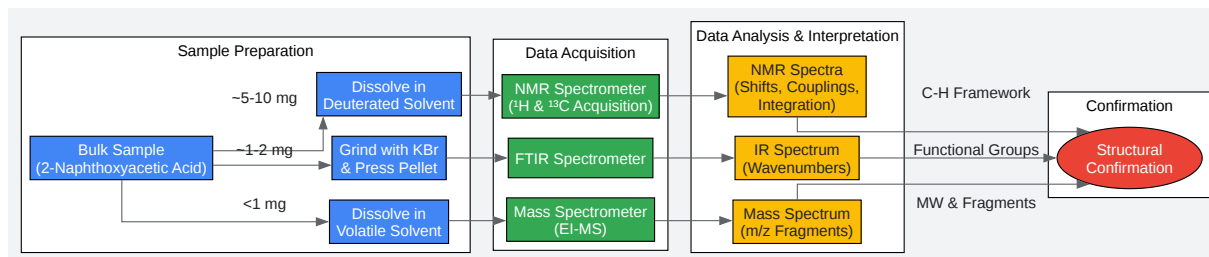 Sample Preparation
~5-10 mg
Dissolve in
Deuterated Solvent
Bulk Sample
(2-Naphthoxyacetic Acid)
~1-2 mg
Grind with KBr
& Press Pellet
<1 mg
Dissolve in
Volatile Solvent
Data Acquisition
NMR Spectrometer
(¹H & ¹³C Acquisition)
FTIR Spectrometer
Mass Spectrometer
(EI-MS)
Data Analysis & Interpretation
NMR Spectra
(Shifts, Couplings,
Integration)
IR Spectrum
(Wavenumbers)
Mass Spectrum
(m/z Fragments)
C-H Framework
Functional Groups
MW & Fragments
Confirmation
Structural
Confirmation